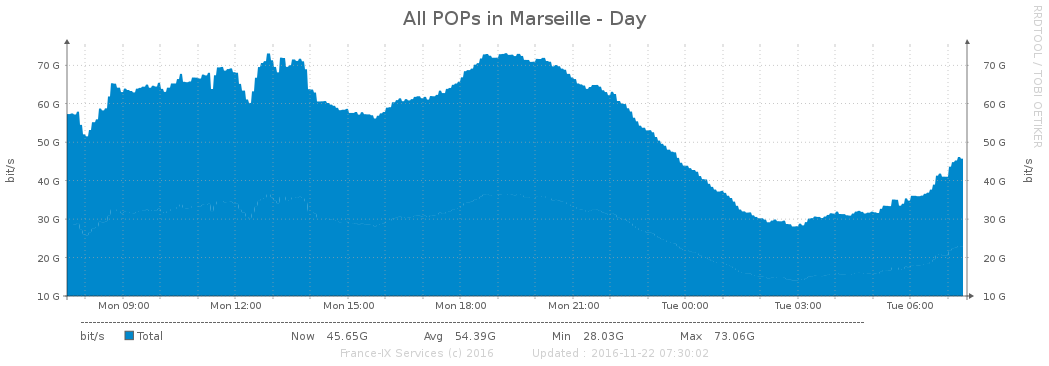 All POPs in Marseille - Day
RRDTOOL / TOBI OETIKER
bit/s
70 G 70 G
60 G 60 G
50 G 50 G
40 G 40 G
30 G 30 G
20 G 20 G
10 G 10 G
bit/s
Mon 09:00 Mon 12:00 Mon 15:00 Mon 18:00 Mon 21:00 Tue 00:00 Tue 03:00 Tue 06:00
bit/s Total Now 45.65G Avg 54.39G Min 28.03G Max 73.06G
France-IX Services (c) 2016 Updated : 2016-11-22 07:30:02